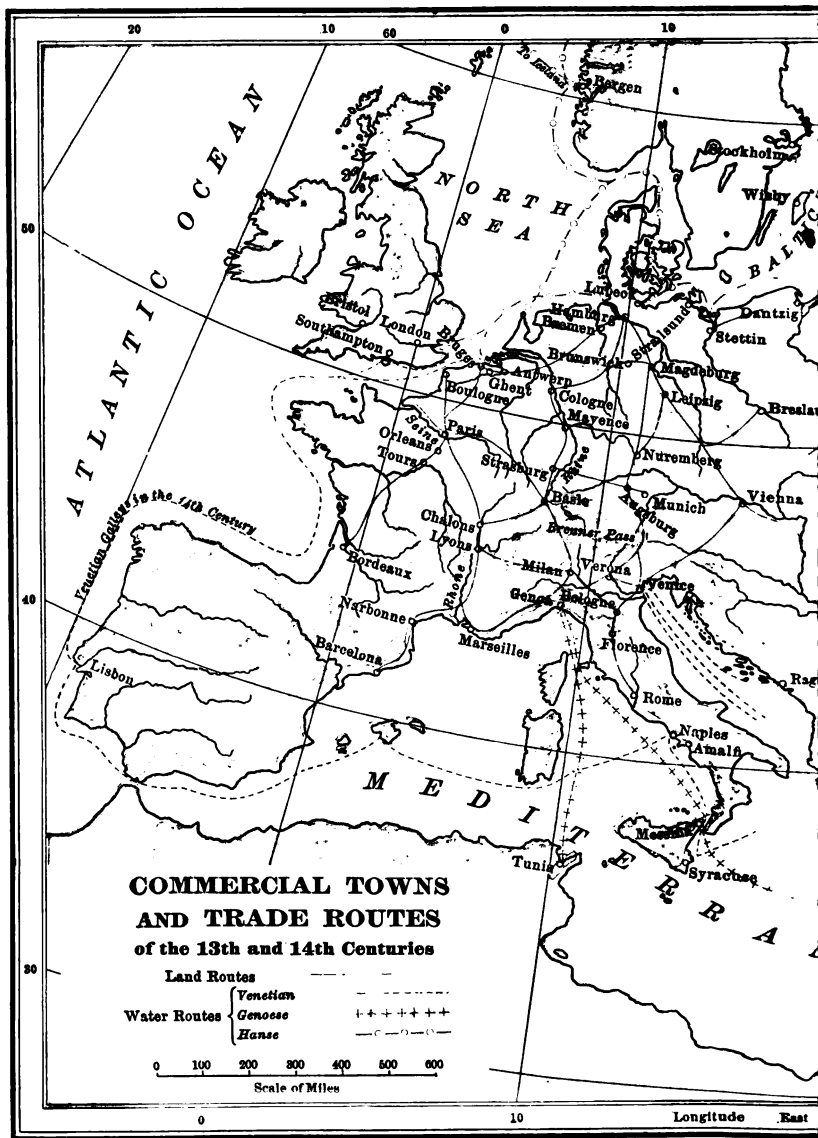 20
10
60
0
10
To Iceland
Bergen
Stockholm
Wisby
ATLANTIC OCEAN
NORTH
SEA
BALTIC
50
Lubec
Hamburg
Bremen
Stralsund
Dantzig
Stettin
Bristol
London
Southampton
Bruges
Brunswick
Magdeburg
Antwerp
Ghent
Boulogne
Cologne
Leipzig
Breslau
Mayence
Seine
Paris
Orleans
Tours
Strasburg
Rhine
Nuremberg
Basle
Augsburg
Munich
Vienna
Venetian Galleys in the 14th Century
Chalons
Lyons
Brenner Pass
Bordeaux
Milan
Verona
Venice
40
Rhone
Genoa
Bologna
Narbonne
Marseilles
Florence
Barcelona
Lisbon
Rag
Rome
Naples
Amalfi
MEDITERRA
Messina
Tunis
Syracuse
COMMERCIAL TOWNS
AND TRADE ROUTES
of the 13th and 14th Centuries
30
Land Routes
Water Routes
Venetian
Genoese
Hanse
0 100 200 300 400 500 600
Scale of Miles
0
10
Longitude East